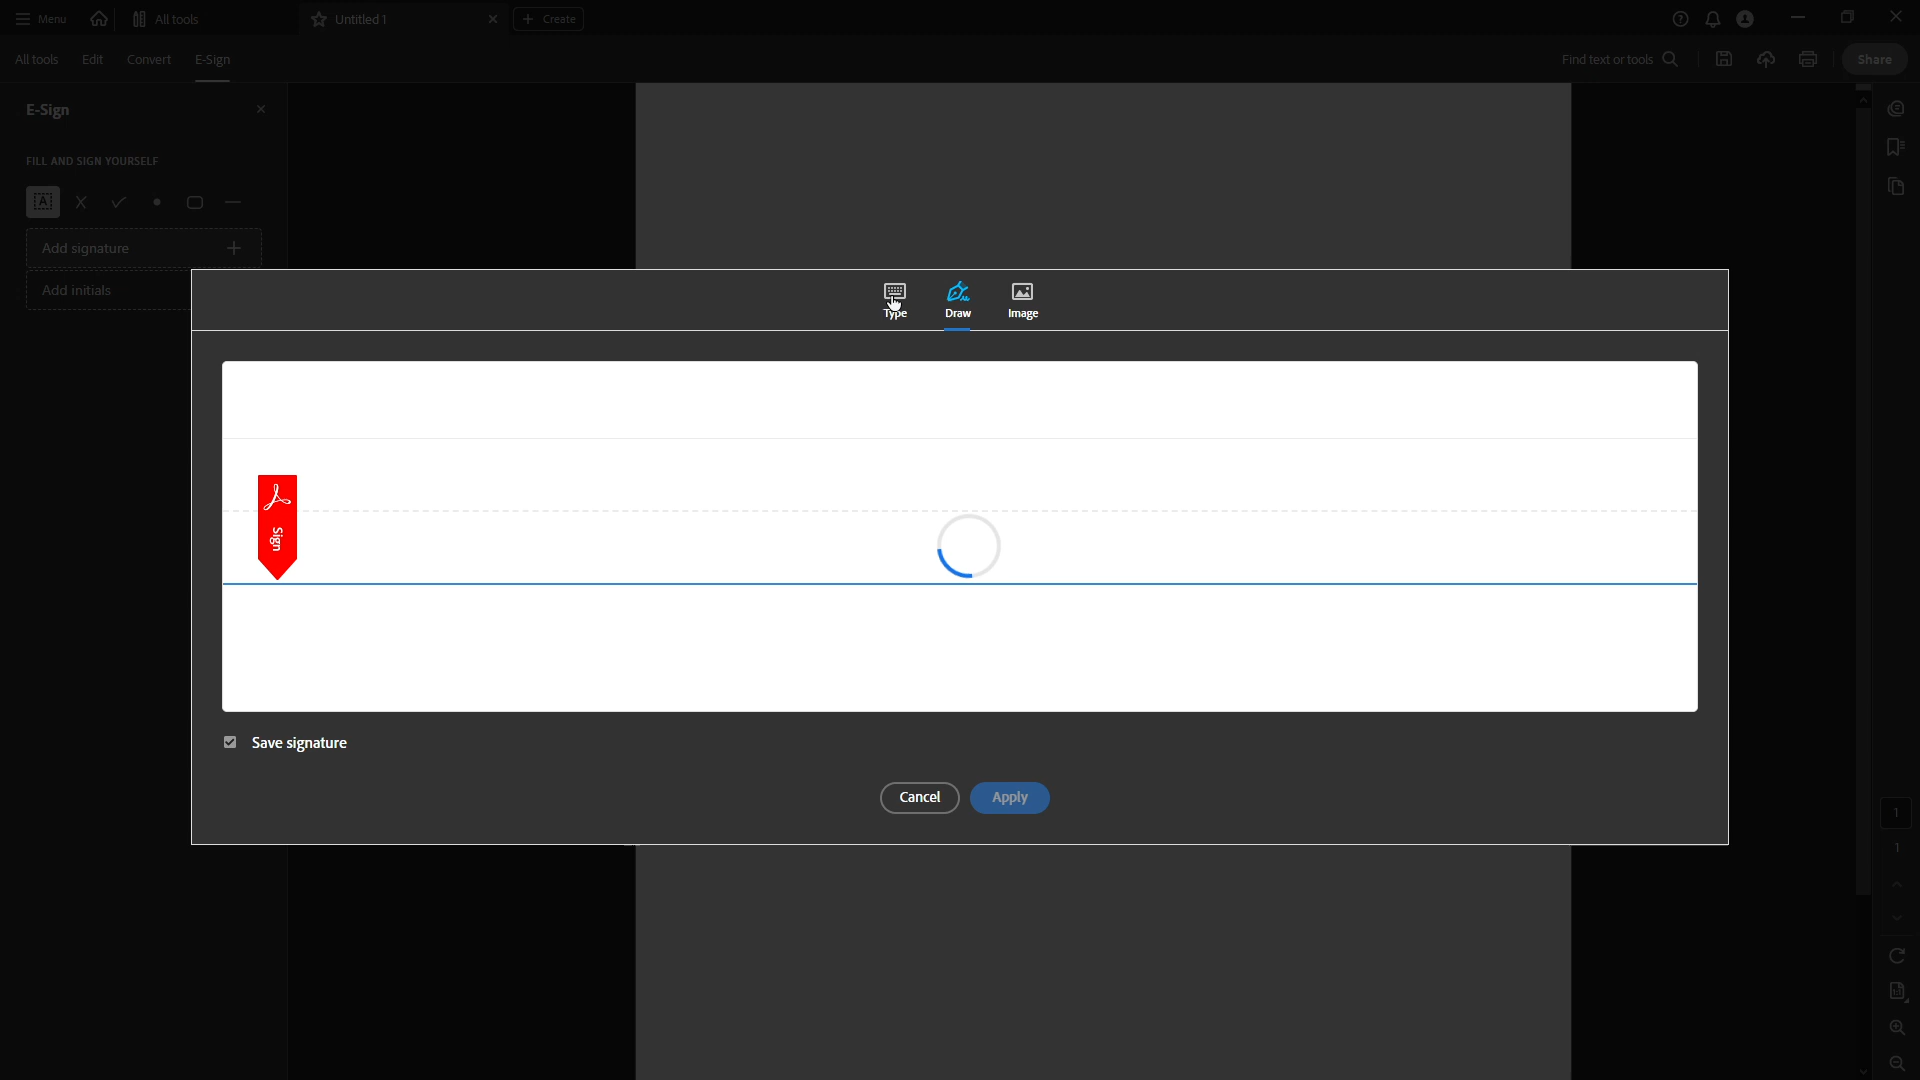 Menu
All tools
Untitled 1
Create
All tools
Edit
Convert
E-Sign
Find text or tools
Share
E-Sign
FILL AND SIGN YOURSELF
A
Add signature
Add initials
Type
Draw
Image
Sign
Save signature
Cancel
Apply
1
1